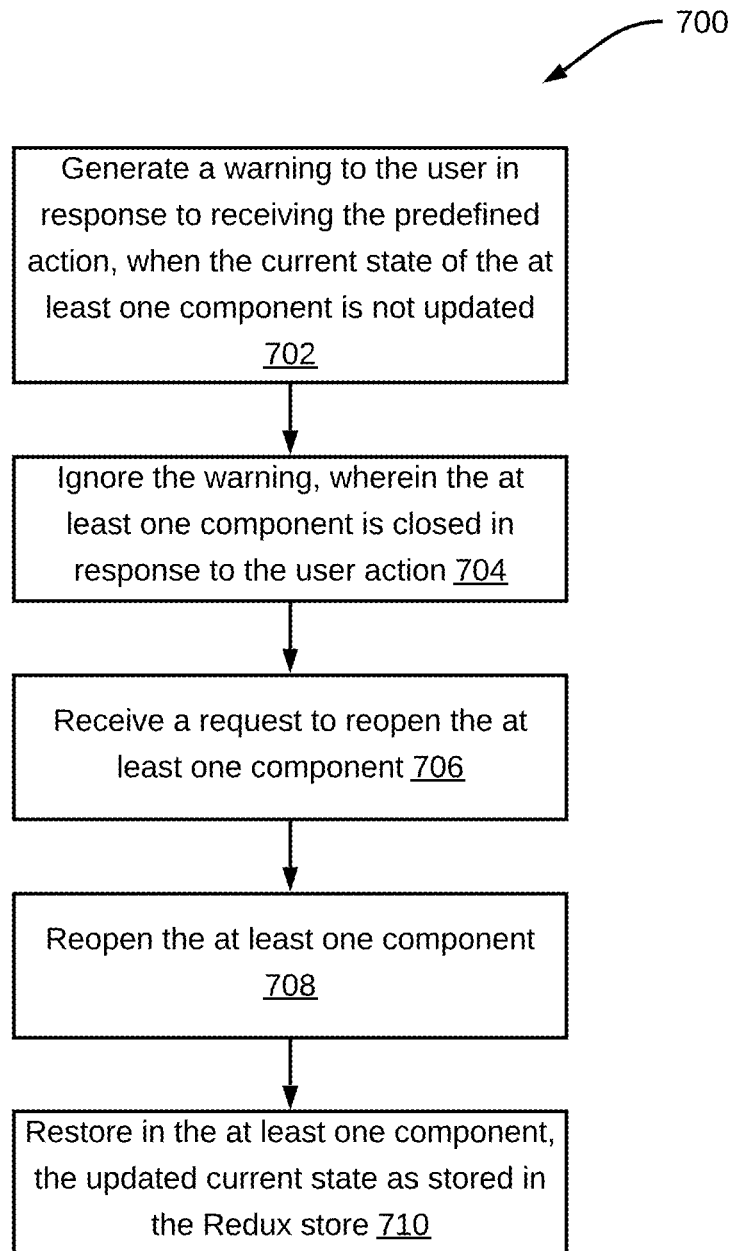 700
Generate a warning to the user in
response to receiving the predefined
action, when the current state of the at
least one component is not updated
702
Ignore the warning, wherein the at
least one component is closed in
response to the user action 704
Receive a request to reopen the at
least one component 706
Reopen the at least one component
708
Restore in the at least one component,
the updated current state as stored in
the Redux store 710